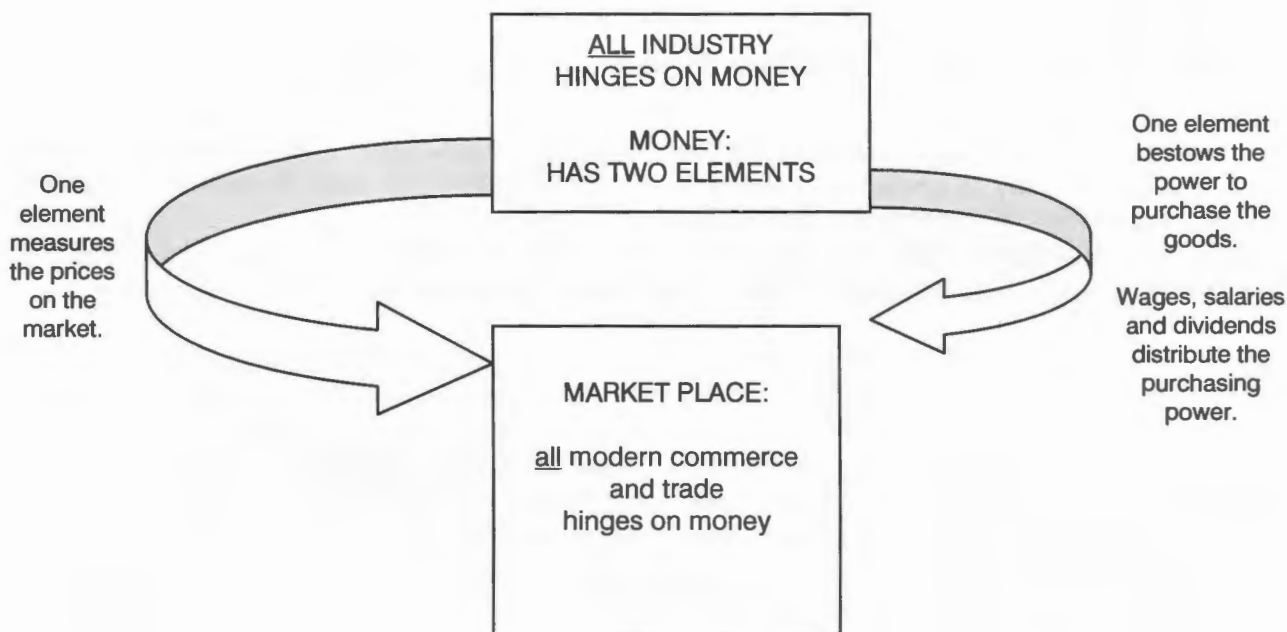 ALL INDUSTRY
HINGES ON MONEY
MONEY:
HAS TWO ELEMENTS
One
element
measures
the prices
on the
market.
One element
bestows the
power to
purchase the
goods.
Wages, salaries
and dividends
distribute the
purchasing
power.
MARKET PLACE:
all modern commerce
and trade
hinges on money